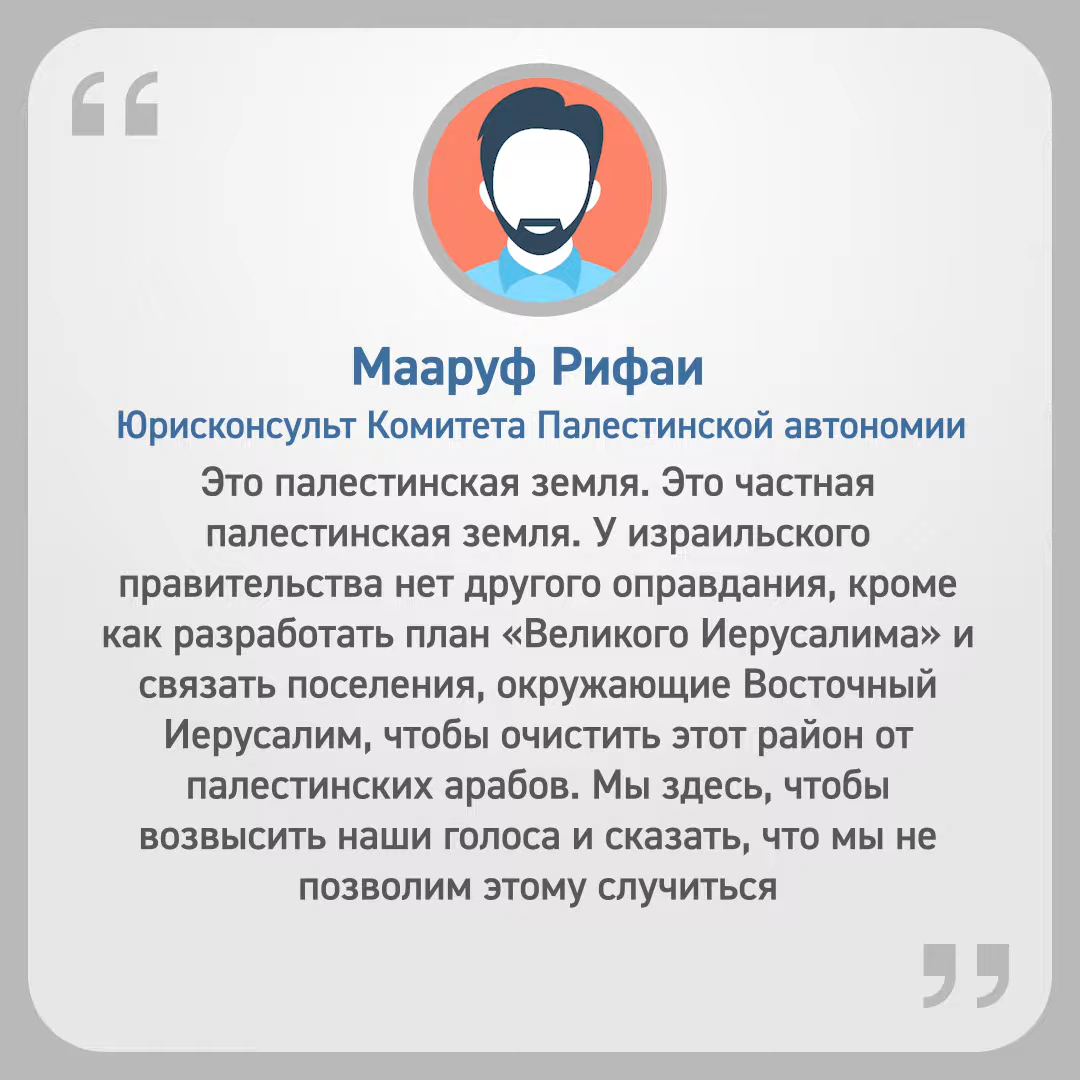 Мааруф Рифаи
Юрисконсульт Комитета Палестинской автономии
Это палестинская земля. Это частная
палестинская земля. У израильского
правительства нет другого оправдания, кроме
как разработать план «Великого Иерусалима» и
связать поселения, окружающие Восточный
Иерусалим, чтобы очистить этот район от
палестинских арабов. Мы здесь, чтобы
возвысить наши голоса и сказать, что мы не
позволим этому случиться